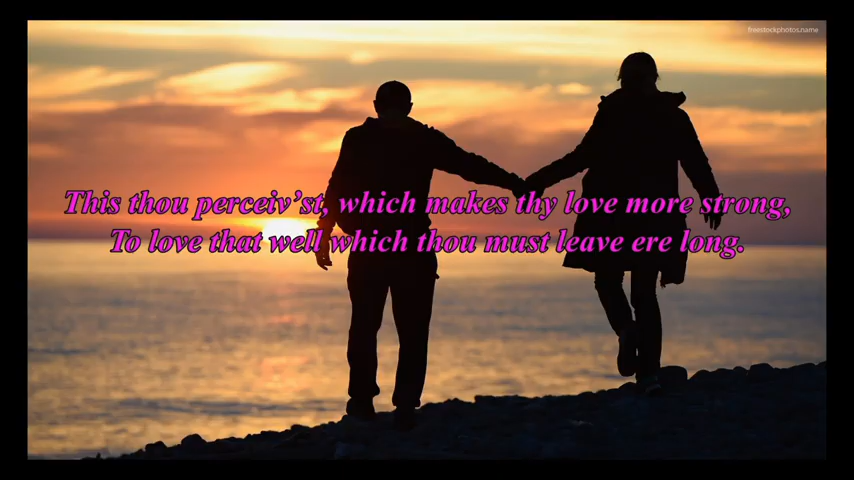 freestockphotos.name
This thou perceiv’st, which makes thy love more strong,
To love that well which thou must leave ere long.